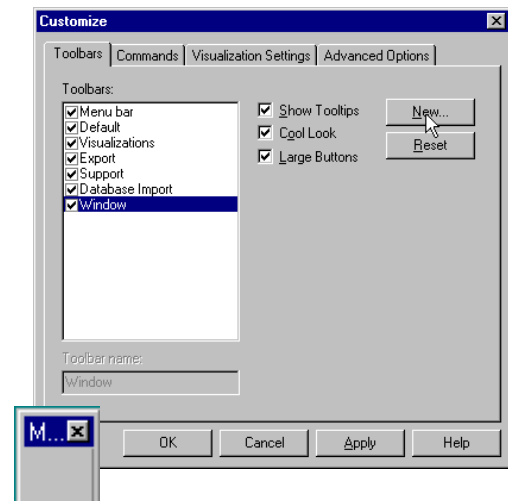 Customize
Toolbars Commands Visualization Settings Advanced Options
Toolbars:
Menu bar
Default
Visualizations
Export
Support
Database Import
Window
Show Tooltips
Cool Look
Large Buttons
New...
Reset
Toolbar name:
Window
M...
OK Cancel Apply Help